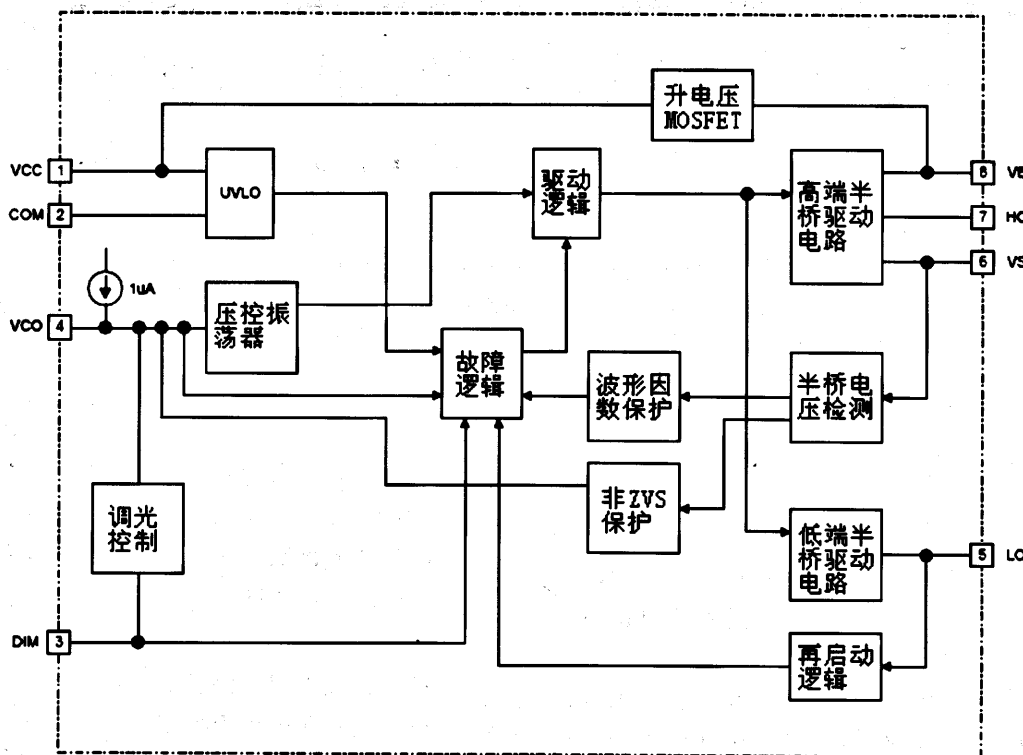 升电压
MOSFET
VCC 1
UVLO
驱动
逻辑
高端半
桥驱动
电路
8
COM 2
7
6
1uA
VCO 4
压控振
荡器
故障
逻辑
波形因
数保护
半桥电
压检测
调光
控制
非ZVS
保护
低端半
桥驱动
电路
5
DIM 3
再启动
逻辑